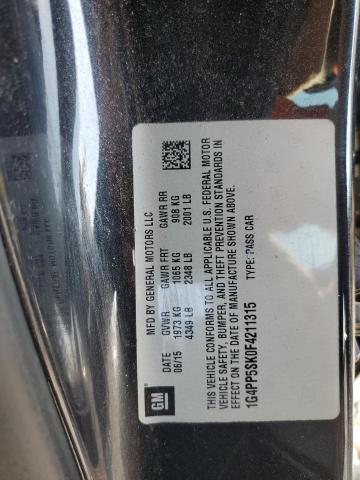 GM
MFD BY GENERAL MOTORS LLC
DATE GVWR GAWR FRT GAWR RR
06/15 1973 KG 1065 KG 908 KG
4349 LB 2348 LB 2001 LB
THIS VEHICLE CONFORMS TO ALL APPLICABLE U.S. FEDERAL MOTOR
VEHICLE SAFETY, BUMPER, AND THEFT PREVENTION STANDARDS IN
EFFECT ON THE DATE OF MANUFACTURE SHOWN ABOVE.
1G4PP5SK0F4211315 TYPE: PASS CAR